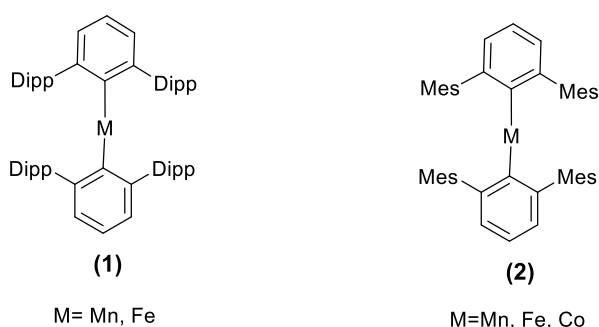 Dipp Dipp Mes Mes
M M
Dipp Dipp Mes Mes
(1) (2)
M= Mn, Fe M=Mn, Fe, Co